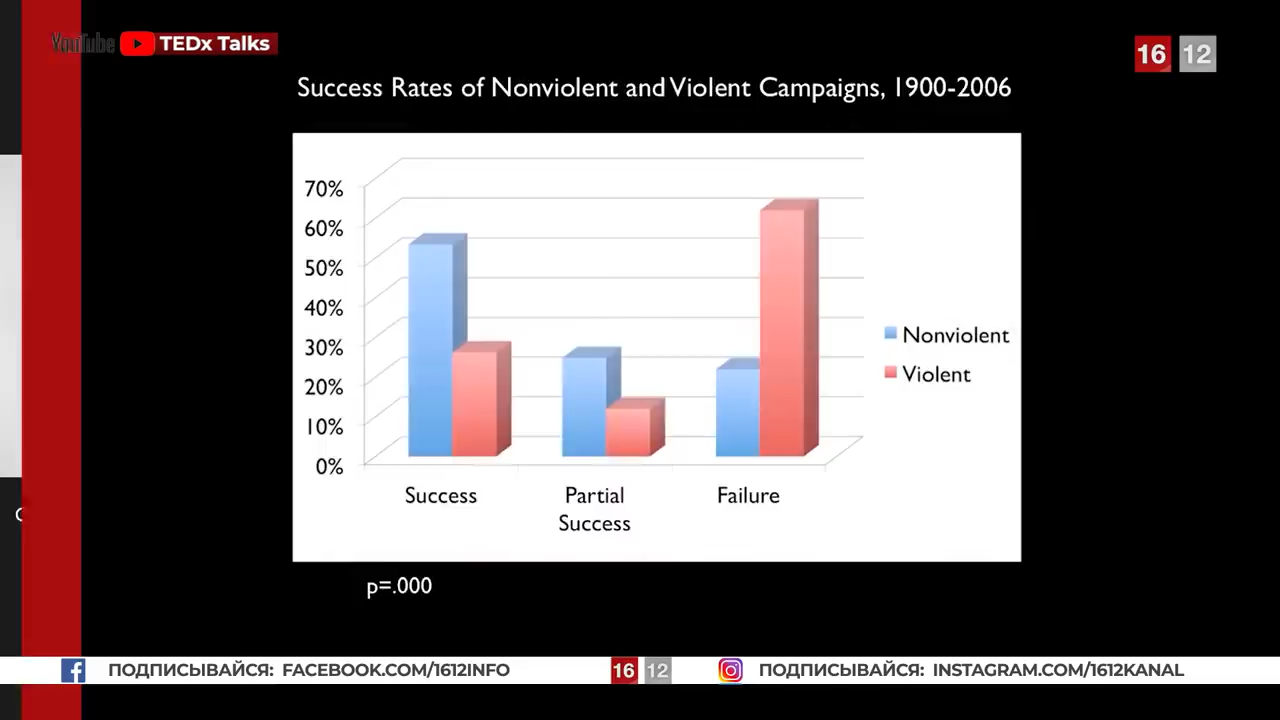 YouTube TEDx Talks
16 12
Success Rates of Nonviolent and Violent Campaigns, 1900-2006
70%
60%
50%
40%
30%
20%
10%
0%
Nonviolent
Violent
Success
Partial
Success
Failure
p=.000
ПОДПИСЫВАЙСЯ: FACEBOOK.COM/1612INFO
16 12
ПОДПИСЫВАЙСЯ: INSTAGRAM.COM/1612KANAL